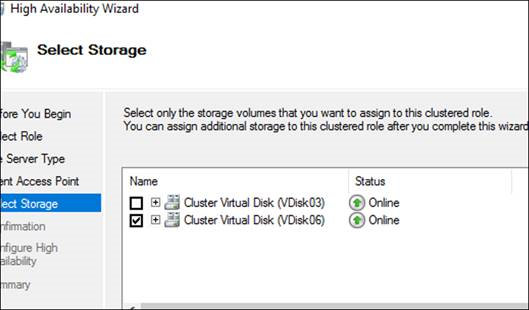 High Availability Wizard
Select Storage
fore You Begin
lect Role
e Server Type
ent Access Point
lect Storage
nfirmation
nfigure High
ailability
mmary
Select only the storage volumes that you want to assign to this clustered role.
You can assign additional storage to this clustered role after you complete this wizard
Name Status
Cluster Virtual Disk (VDisk03) Online
Cluster Virtual Disk (VDisk06) Online